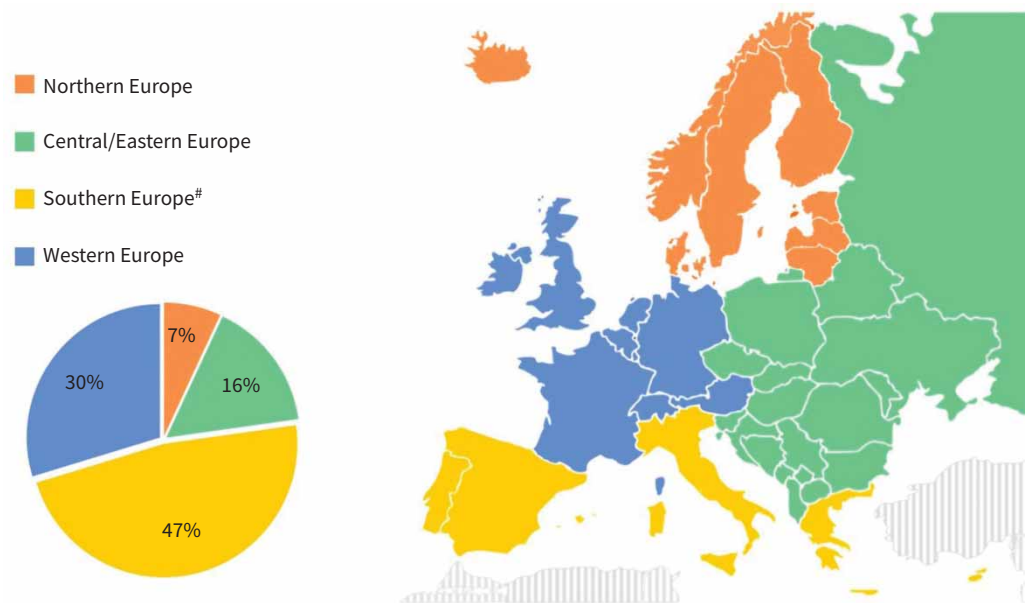 Northern Europe
Central/Eastern Europe
Southern Europe#
Western Europe
7%
30%
16%
47%